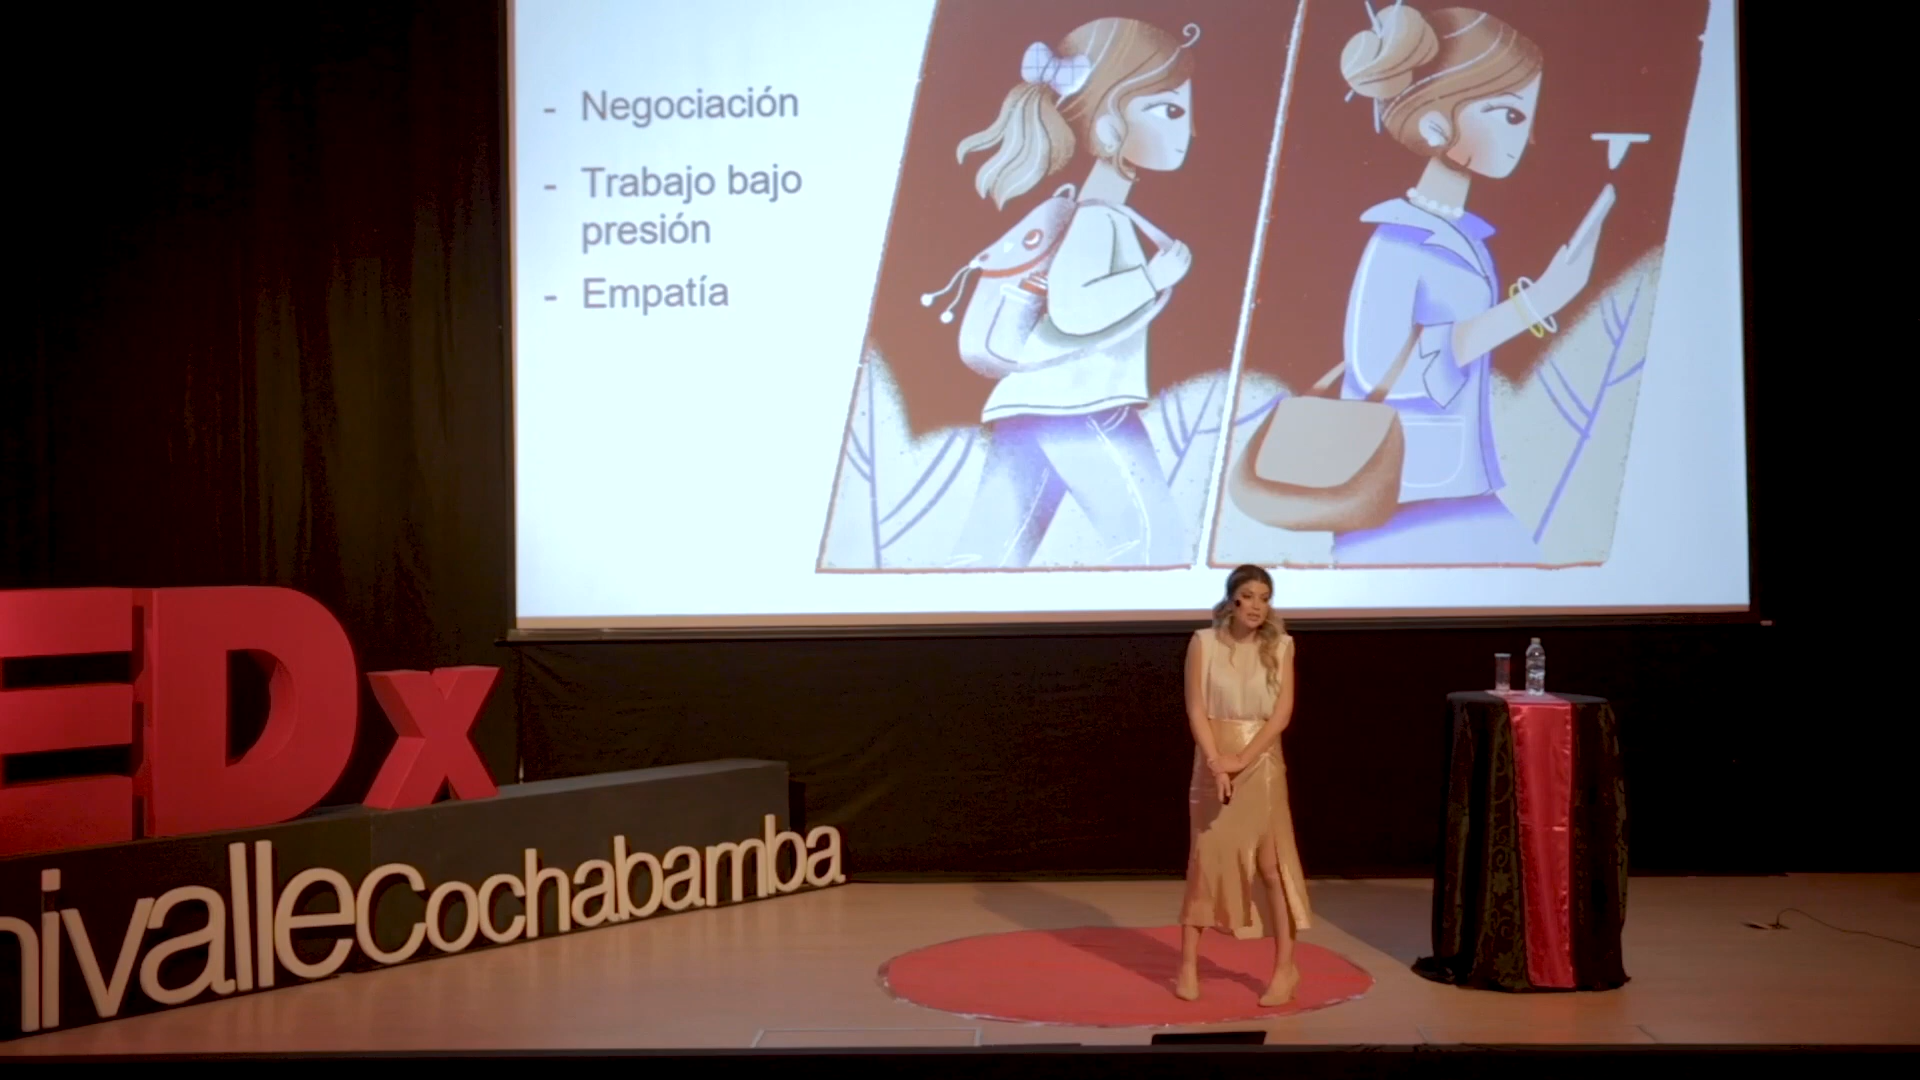 - Negociación
- Trabajo bajo
presión
- Empatía
EDx
nivalleCochabamba